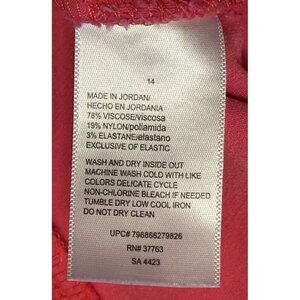 14
MADE IN JORDAN/
HECHO EN JORDANIA
78% VISCOSE/viscosa
19% NYLON/poliamida
3% ELASTANE/elastano
EXCLUSIVE OF ELASTIC
WASH AND DRY INSIDE OUT
MACHINE WASH COLD WITH LIKE
COLORS DELICATE CYCLE
NON-CHLORINE BLEACH IF NEEDED
TUMBLE DRY LOW COOL IRON
DO NOT DRY CLEAN
UPC# 796866279826
RN# 37763
SA 4423